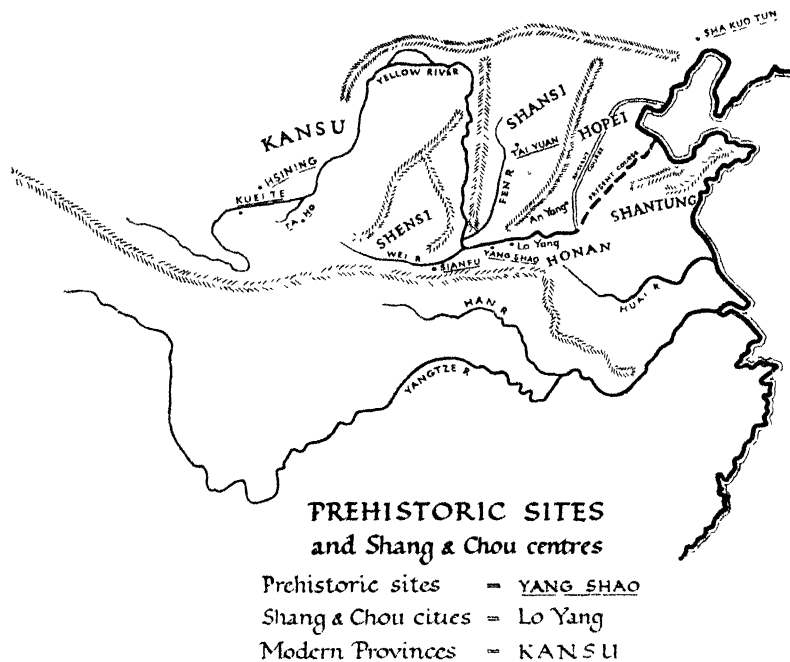 SHA KUO TUN
YELLOW RIVER
SHANSI
KANSU
HOPEI
TAI YUAN
HSINING
FEN R
PRESENT COURSE
KUEI TE
TA HO
SHENSI
An Yang
SHANTUNG
WEI R
SIANFU
YANG SHAO
Lo Yang
HONAN
HAN R
HUAI R
YANGTZE R
PREHISTORIC SITES
and Shang & Chou centres
Prehistoric sites = YANG SHAO
Shang & Chou cities = Lo Yang
Modern Provinces = KANSU